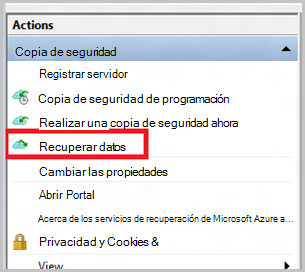 Actions
Copia de seguridad
Registrar servidor
Copia de seguridad de programación
Realizar una copia de seguridad ahora
Recuperar datos
Cambiar las propiedades
Abrir Portal
Acerca de los servicios de recuperación de Microsoft Azure a...
Privacidad y Cookies &
View